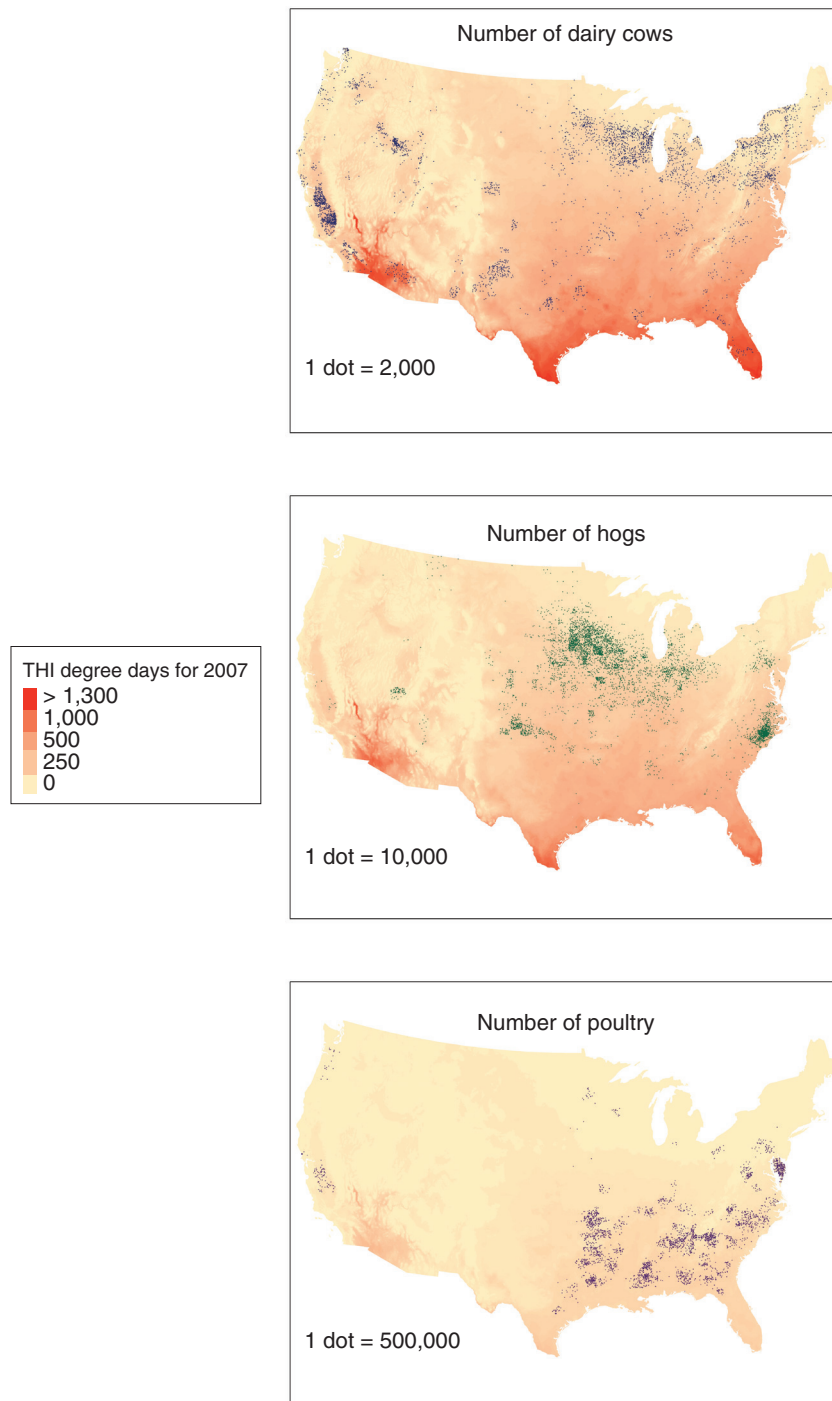 Number of dairy cows
1 dot = 2,000
Number of hogs
THI degree days for 2007
> 1,300
1,000
500
250
0
1 dot = 10,000
Number of poultry
1 dot = 500,000